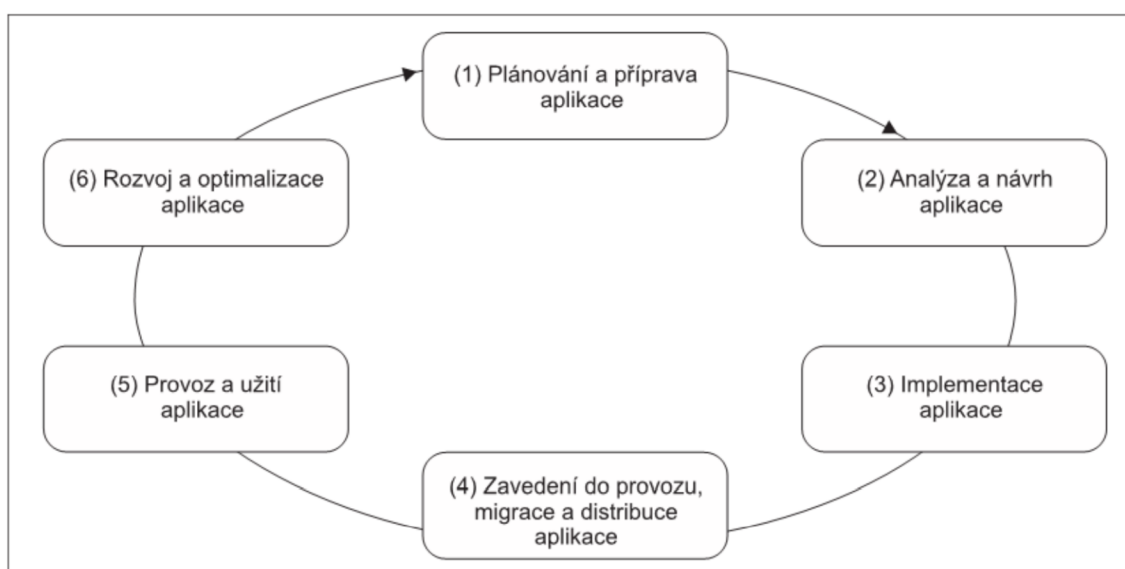 (1) Plánování a příprava
aplikace
(2) Analýza a návrh
aplikace
(3) Implementace
aplikace
(4) Zavedení do provozu,
migrace a distribuce
aplikace
(5) Provoz a užití
aplikace
(6) Rozvoj a optimalizace
aplikace